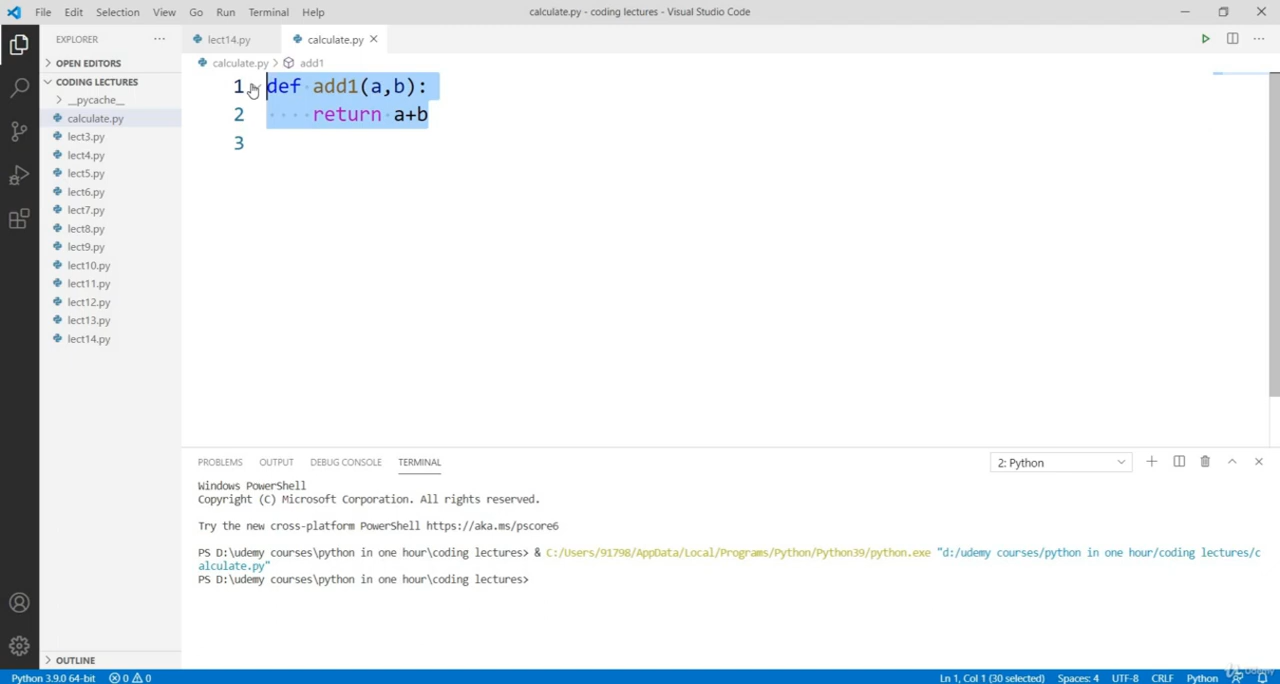 File Edit Selection View Go Run Terminal Help
calculate.py - coding lectures - Visual Studio Code
EXPLORER
lect14.py
calculate.py
OPEN EDITORS
calculate.py
add1
CODING LECTURES
__pycache__
calculate.py
lect3.py
lect4.py
lect5.py
lect6.py
lect7.py
lect8.py
lect9.py
lect10.py
lect11.py
lect12.py
lect13.py
lect14.py
1 def add1(a,b):
2 return a+b
3
PROBLEMS OUTPUT DEBUG CONSOLE TERMINAL
2: Python
Windows PowerShell
Copyright (C) Microsoft Corporation. All rights reserved.
Try the new cross-platform PowerShell https://aka.ms/pscore6
PS D:\udemy courses\python in one hour\coding lectures> & C:/Users/91798/AppData/Local/Programs/Python/Python39/python.exe "d:/udemy courses/python in one hour/coding lectures/c
alculate.py"
PS D:\udemy courses\python in one hour\coding lectures>
OUTLINE
Python 3.9.0 64-bit 0 0
Ln 1, Col 1 (30 selected) Spaces: 4 UTF-8 CRLF Python
Udemy